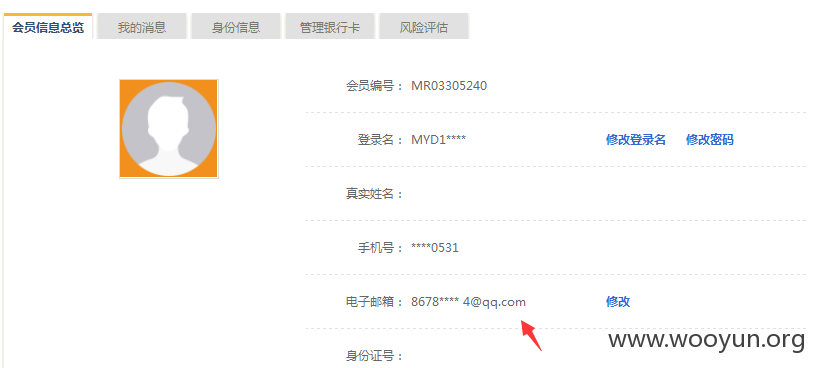 会员信息总览 我的消息 身份信息 管理银行卡 风险评估
会员编号： MR03305240
登录名： MYD1**** 修改登录名 修改密码
真实姓名：
手机号： ****0531
电子邮箱： 8678**** 4@qq.com 修改
www.wooyun.org
身份证号：